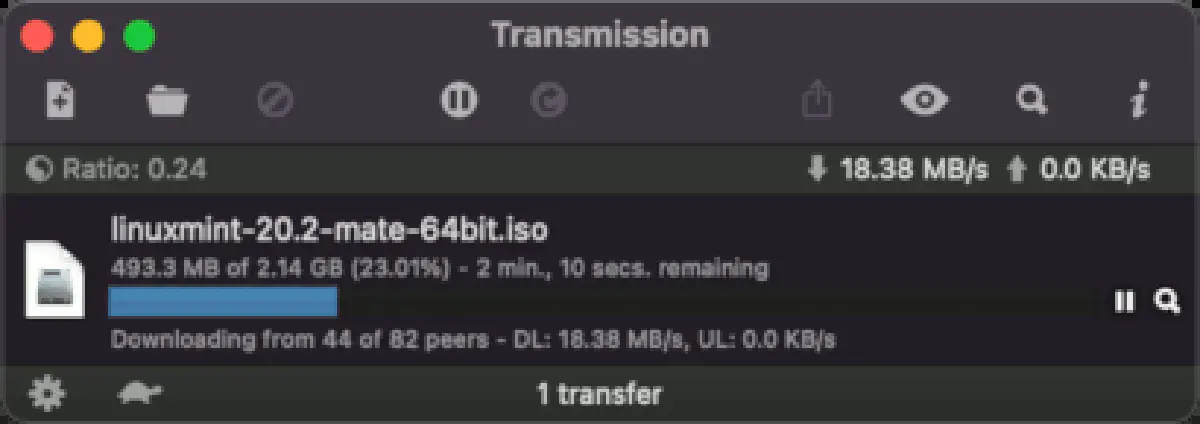 Transmission
Ratio: 0.24 18.38 MB/s 0.0 KB/s
linuxmint-20.2-mate-64bit.iso
493.3 MB of 2.14 GB (23.01%) - 2 min., 10 secs. remaining
Downloading from 44 of 82 peers - DL: 18.38 MB/s, UL: 0.0 KB/s
1 transfer